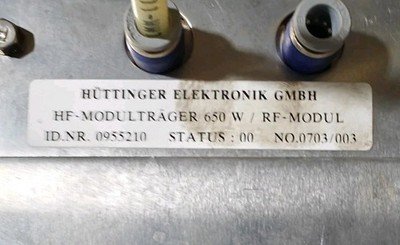 HÜTTINGER ELEKTRONIK GMBH
HF-MODULTRÄGER 650 W / RF-MODUL
ID.NR. 0955210 STATUS : 00 NO.0703/003